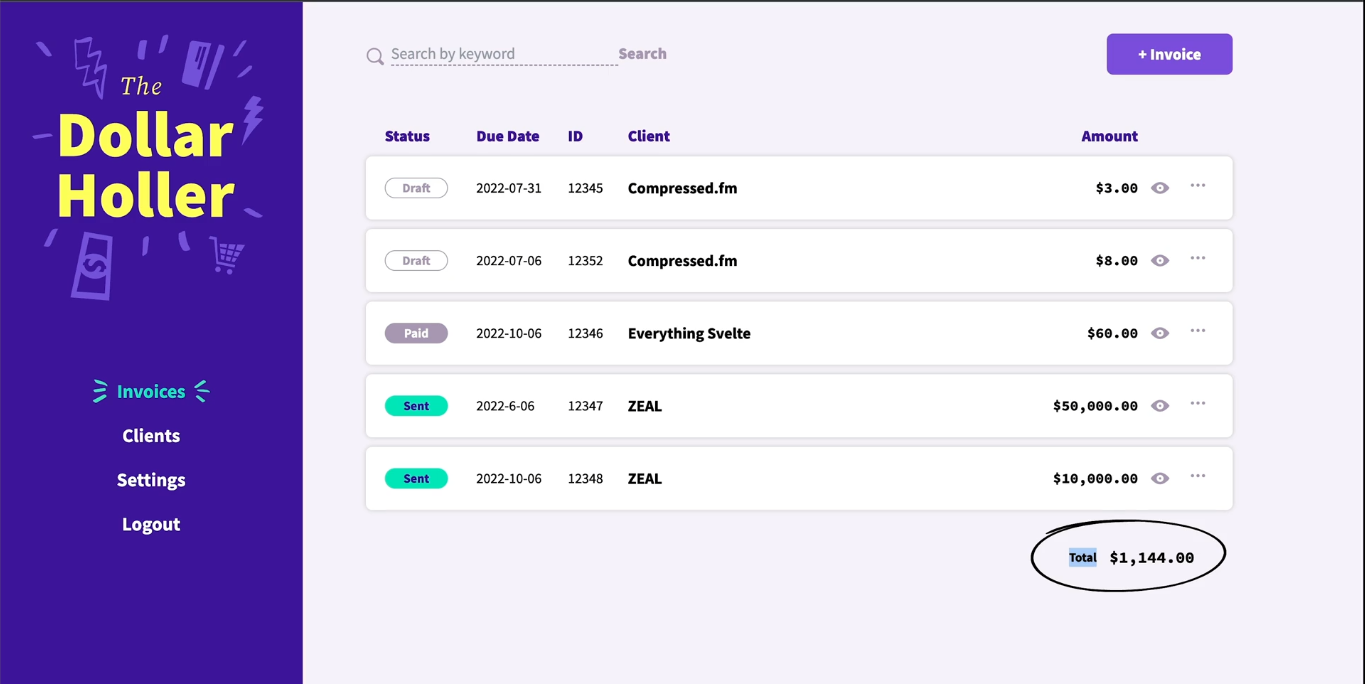 The
Dollar
Holler
Invoices
Clients
Settings
Logout
Search by keyword Search + Invoice
Status Due Date ID Client Amount
Draft 2022-07-31 12345 Compressed.fm $3.00 ...
Draft 2022-07-06 12352 Compressed.fm $8.00 ...
Paid 2022-10-06 12346 Everything Svelte $60.00 ...
Sent 2022-6-06 12347 ZEAL $50,000.00 ...
Sent 2022-10-06 12348 ZEAL $10,000.00 ...
Total $1,144.00